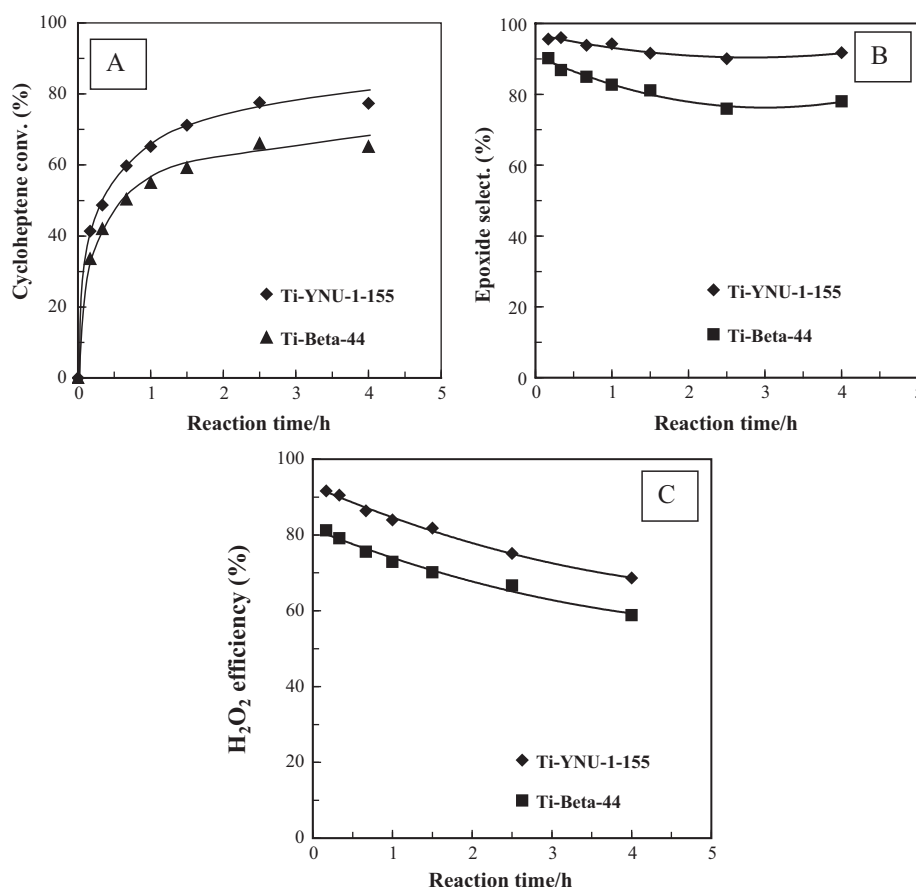 A
Cycloheptene conv. (%)
100
80
60
40
20
0
Ti-YNU-1-155
Ti-Beta-44
0 1 2 3 4 5
Reaction time/h
B
Epoxide select. (%)
100
80
60
40
20
0
Ti-YNU-1-155
Ti-Beta-44
0 1 2 3 4 5
Reaction time/h
C
H₂O₂ efficiency (%)
100
80
60
40
20
0
Ti-YNU-1-155
Ti-Beta-44
0 1 2 3 4 5
Reaction time/h